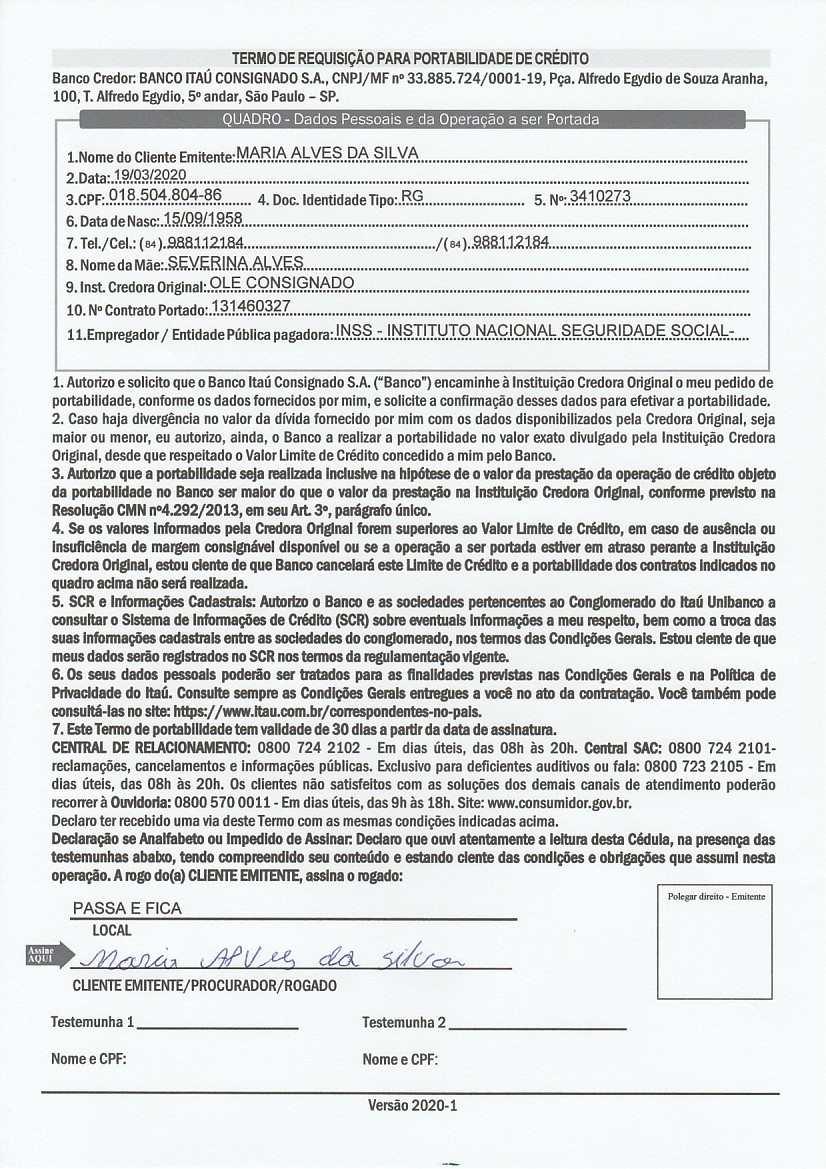 TERMO DE REQUISIÇÃO PARA PORTABILIDADE DE CRÉDITO
Banco Credor: BANCO ITAÚ CONSIGNADO S.A., CNPJ/MF nº 33.885.724/0001-19, Pça. Alfredo Egydio de Souza Aranha,
100, T. Alfredo Egydio, 5º andar, São Paulo – SP.
QUADRO - Dados Pessoais e da Operação a ser Portada
1.Nome do Cliente Emitente: MARIA ALVES DA SILVA
2.Data: 19/03/2020
3.CPF: 018.504.804-86 4. Doc. Identidade Tipo: RG 5. Nº: 3410273
6. Data de Nasc: 15/09/1958
7. Tel./Cel.: (84) 988112184 /(84) 988112184
8. Nome da Mãe: SEVERINA ALVES
9. Inst. Credora Original: OLE CONSIGNADO
10. Nº Contrato Portado: 131460327
11.Empregador / Entidade Pública pagadora: INSS - INSTITUTO NACIONAL SEGURIDADE SOCIAL-
1. Autorizo e solicito que o Banco Itaú Consignado S.A. (“Banco”) encaminhe à Instituição Credora Original o meu pedido de
portabilidade, conforme os dados fornecidos por mim, e solicite a confirmação desses dados para efetivar a portabilidade.
2. Caso haja divergência no valor da dívida fornecido por mim com os dados disponibilizados pela Credora Original, seja
maior ou menor, eu autorizo, ainda, o Banco a realizar a portabilidade no valor exato divulgado pela Instituição Credora
Original, desde que respeitado o Valor Limite de Crédito concedido a mim pelo Banco.
3. Autorizo que a portabilidade seja realizada inclusive na hipótese de o valor da prestação da operação de crédito objeto
da portabilidade no Banco ser maior do que o valor da prestação na Instituição Credora Original, conforme previsto na
Resolução CMN nº4.292/2013, em seu Art. 3º, parágrafo único.
4. Se os valores informados pela Credora Original forem superiores ao Valor Limite de Crédito, em caso de ausência ou
insuficiência de margem consignável disponível ou se a operação a ser portada estiver em atraso perante a Instituição
Credora Original, estou ciente de que Banco cancelará este Limite de Crédito e a portabilidade dos contratos indicados no
quadro acima não será realizada.
5. SCR e Informações Cadastrais: Autorizo o Banco e as sociedades pertencentes ao Conglomerado do Itaú Unibanco a
consultar o Sistema de Informações de Crédito (SCR) sobre eventuais informações a meu respeito, bem como a troca das
suas informações cadastrais entre as sociedades do conglomerado, nos termos das Condições Gerais. Estou ciente de que
meus dados serão registrados no SCR nos termos da regulamentação vigente.
6. Os seus dados pessoais poderão ser tratados para as finalidades previstas nas Condições Gerais e na Política de
Privacidade do Itaú. Consulte sempre as Condições Gerais entregues a você no ato da contratação. Você também pode
consultá-las no site: https://www.itau.com.br/correspondentes-no-pais.
7. Este Termo de portabilidade tem validade de 30 dias a partir da data de assinatura.
CENTRAL DE RELACIONAMENTO: 0800 724 2102 - Em dias úteis, das 08h às 20h. Central SAC: 0800 724 2101-
reclamações, cancelamentos e informações públicas. Exclusivo para deficientes auditivos ou fala: 0800 723 2105 - Em
dias úteis, das 08h às 20h. Os clientes não satisfeitos com as soluções dos demais canais de atendimento poderão
recorrer à Ouvidoria: 0800 570 0011 - Em dias úteis, das 9h às 18h. Site: www.consumidor.gov.br.
Declaro ter recebido uma via deste Termo com as mesmas condições indicadas acima.
Declaração se Analfabeto ou Impedido de Assinar: Declaro que ouvi atentamente a leitura desta Cédula, na presença das
testemunhas abaixo, tendo compreendido seu conteúdo e estando ciente das condições e obrigações que assumi nesta
operação. A rogo do(a) CLIENTE EMITENTE, assina o rogado:
Polegar direito - Emitente
PASSA E FICA
LOCAL
Assine
AQUI
Maria Alves da silva
CLIENTE EMITENTE/PROCURADOR/ROGADO
Testemunha 1 Testemunha 2
Nome e CPF: Nome e CPF:
Versão 2020-1